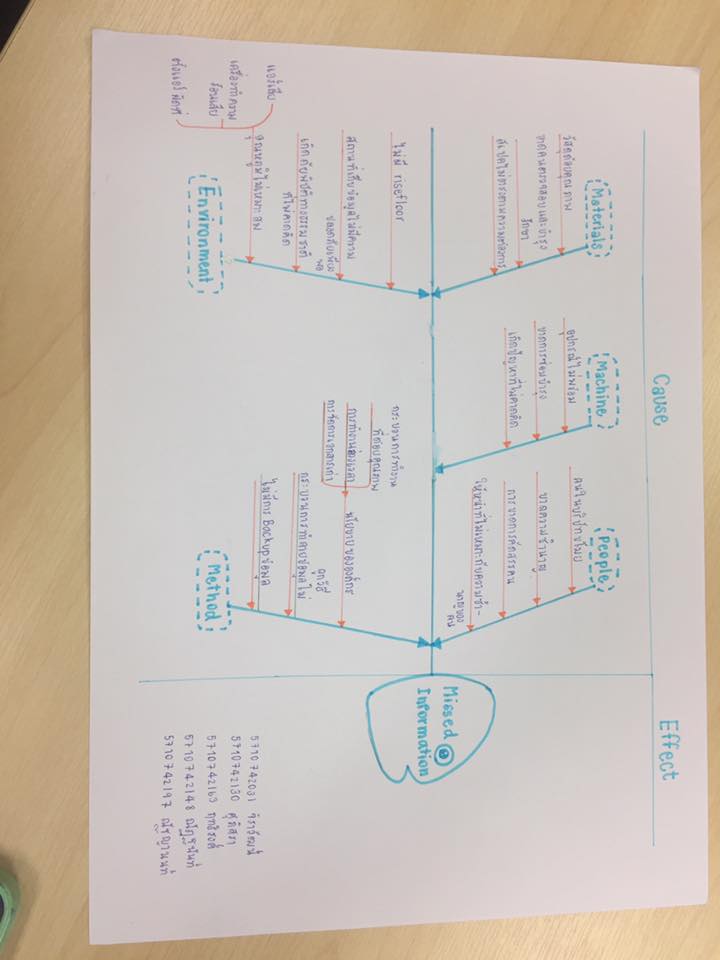 Cause
Effect
Materials
วัสดุด้อยคุณภาพ
ขาดคนตรวจสอบและบำรุง
รักษา
สเปคไม่ตรงตามความต้องการ
Machine
อุปกรณ์ไม่พร้อม
ขาดการซ่อมบำรุง
เกิดปัญหาที่ไม่คาดคิด
People
คนในบริษัทขโมย
ขาดความชำนาญ
การขาดการคัดสรรคน
ให้หน้าที่ไม่เหมาะกับความชำ-
นาญของ
คน
Missed
Information
ไม่มี risefloor
สถานที่เก็บข้อมูลไม่มีความ
ปลอดภัยเพียง
พอ
เกิดภัยพิบัติทางธรรมชาติ
ที่ไม่คาดคิด
อุณหภูมิไม่เหมาะสม
แอร์เสีย
เครื่องทำความ
ร้อนเสีย
ตั้งแอร์ผิดที่
Environment
กระบวนการทำงาน
ที่ด้อยคุณภาพ
การทำงานล่วงเวลา
การจัดการเอกสารเก่า
นโยบายขององค์กร
ถูกวิธี
กระบวนการทำลายข้อมูลไม่
ไม่มีการ Backup ข้อมูล
Method
5710742031 จิราวัฒน์
5710742130 ศุภิสรา
5710742163 ฤทธิรงค์
5710742148 ณัฏฐนันท์
5710742197 ณัชญานนท์